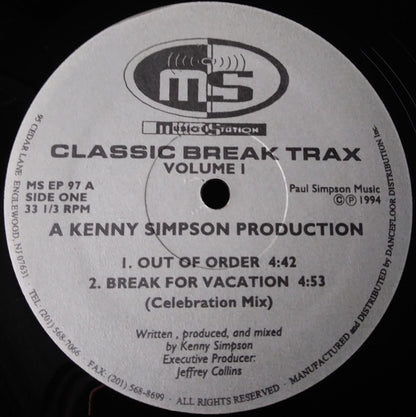 MS
Music Station
CLASSIC BREAK TRAX
VOLUME I
MS EP 97 A
SIDE ONE
33 1/3 RPM
Paul Simpson Music
© ℗ 1994
A KENNY SIMPSON PRODUCTION
1. OUT OF ORDER 4:42
2. BREAK FOR VACATION 4:53
(Celebration Mix)
Written , produced, and mixed
by Kenny Simpson
Executive Producer:
Jeffrey Collins
95 CEDAR LANE, ENGLEWOOD, NJ 07631 TEL. (201) 568-7066 FAX: (201) 568-8699 · ALL RIGHTS RESERVED · MANUFACTURED and DISTRIBUTED by DANCEFLOOR DISTRIBUTION INC.